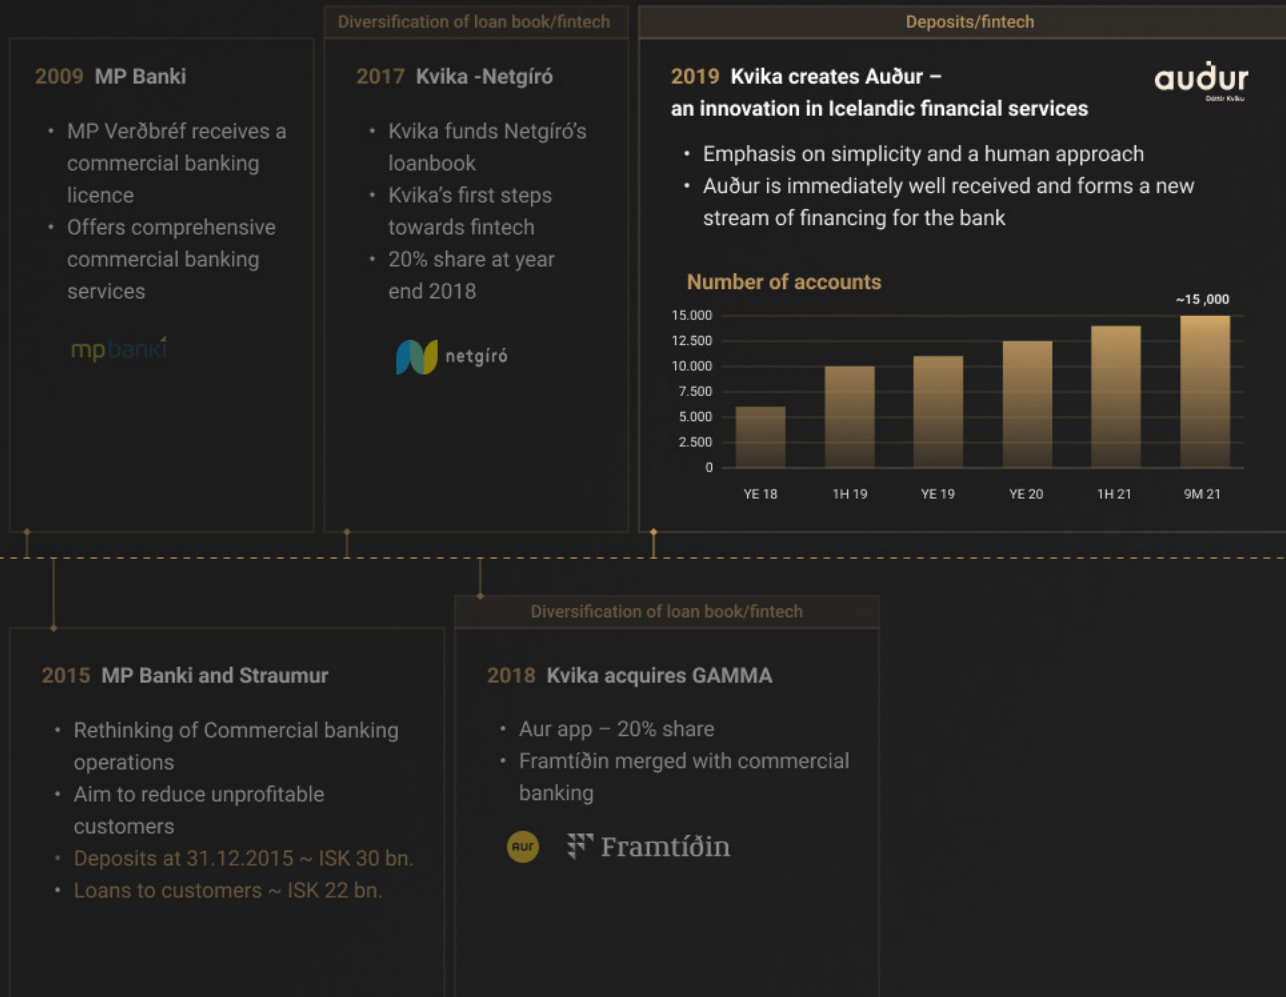 Diversification of loan book/fintech
Deposits/fintech
2009 MP Banki
• MP Verðbréf receives a
commercial banking
licence
• Offers comprehensive
commercial banking
services
mpbanki
2017 Kvika -Netgíró
• Kvika funds Netgíró's
loanbook
• Kvika's first steps
towards fintech
• 20% share at year
end 2018
netgíró
2019 Kvika creates Auður –
an innovation in Icelandic financial services
auður
Dóttir Kviku
• Emphasis on simplicity and a human approach
• Auður is immediately well received and forms a new
stream of financing for the bank
Number of accounts
~15 ,000
15.000
12.500
10.000
7.500
5.000
2.500
0
YE 18 1H 19 YE 19 YE 20 1H 21 9M 21
2015 MP Banki and Straumur
• Rethinking of Commercial banking
operations
• Aim to reduce unprofitable
customers
• Deposits at 31.12.2015 ~ ISK 30 bn.
• Loans to customers ~ ISK 22 bn.
Diversification of loan book/fintech
2018 Kvika acquires GAMMA
• Aur app – 20% share
• Framtíðin merged with commercial
banking
Aur
Framtíðin